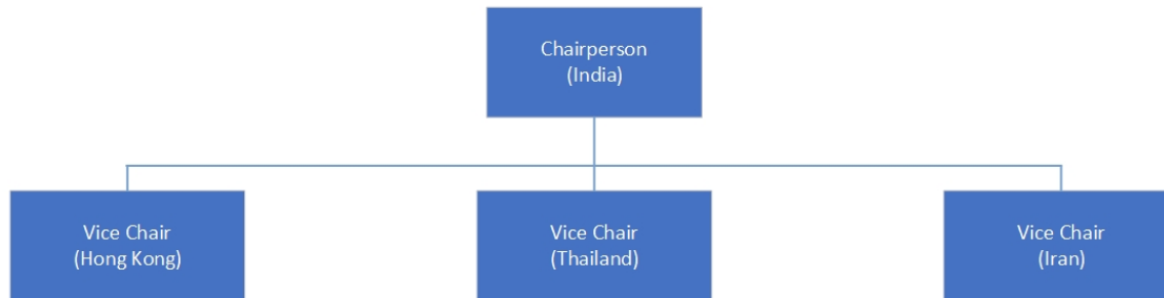 Chairperson
(India)
Vice Chair
(Hong Kong)
Vice Chair
(Thailand)
Vice Chair
(Iran)